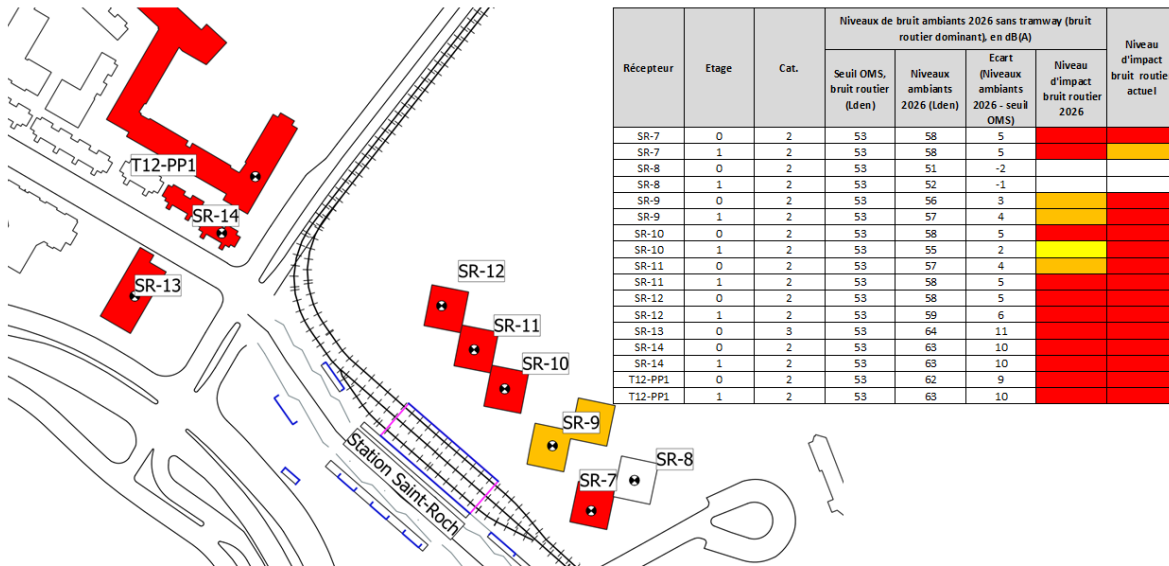 T12-PP1
SR-14
SR-13
SR-12
SR-11
SR-10
SR-9
SR-8
SR-7
Station Saint-Roch
Récepteur
Etage
Cat.
Niveaux de bruit ambiants 2026 sans tramway (bruit
routier dominant), en dB(A)
Seuil OMS,
bruit routier
(Lden)
Niveaux
ambiants
2026 (Lden)
Ecart
(Niveaux
ambiants
2026 - seuil
OMS)
Niveau
d'impact
bruit routier
2026
Niveau
d'impact
bruit routie
actuel
SR-7 0 2 53 58 5
SR-7 1 2 53 58 5
SR-8 0 2 53 51 -2
SR-8 1 2 53 52 -1
SR-9 0 2 53 56 3
SR-9 1 2 53 57 4
SR-10 0 2 53 58 5
SR-10 1 2 53 55 2
SR-11 0 2 53 57 4
SR-11 1 2 53 58 5
SR-12 0 2 53 58 5
SR-12 1 2 53 59 6
SR-13 0 3 53 64 11
SR-14 0 2 53 63 10
SR-14 1 2 53 63 10
T12-PP1 0 2 53 62 9
T12-PP1 1 2 53 63 10